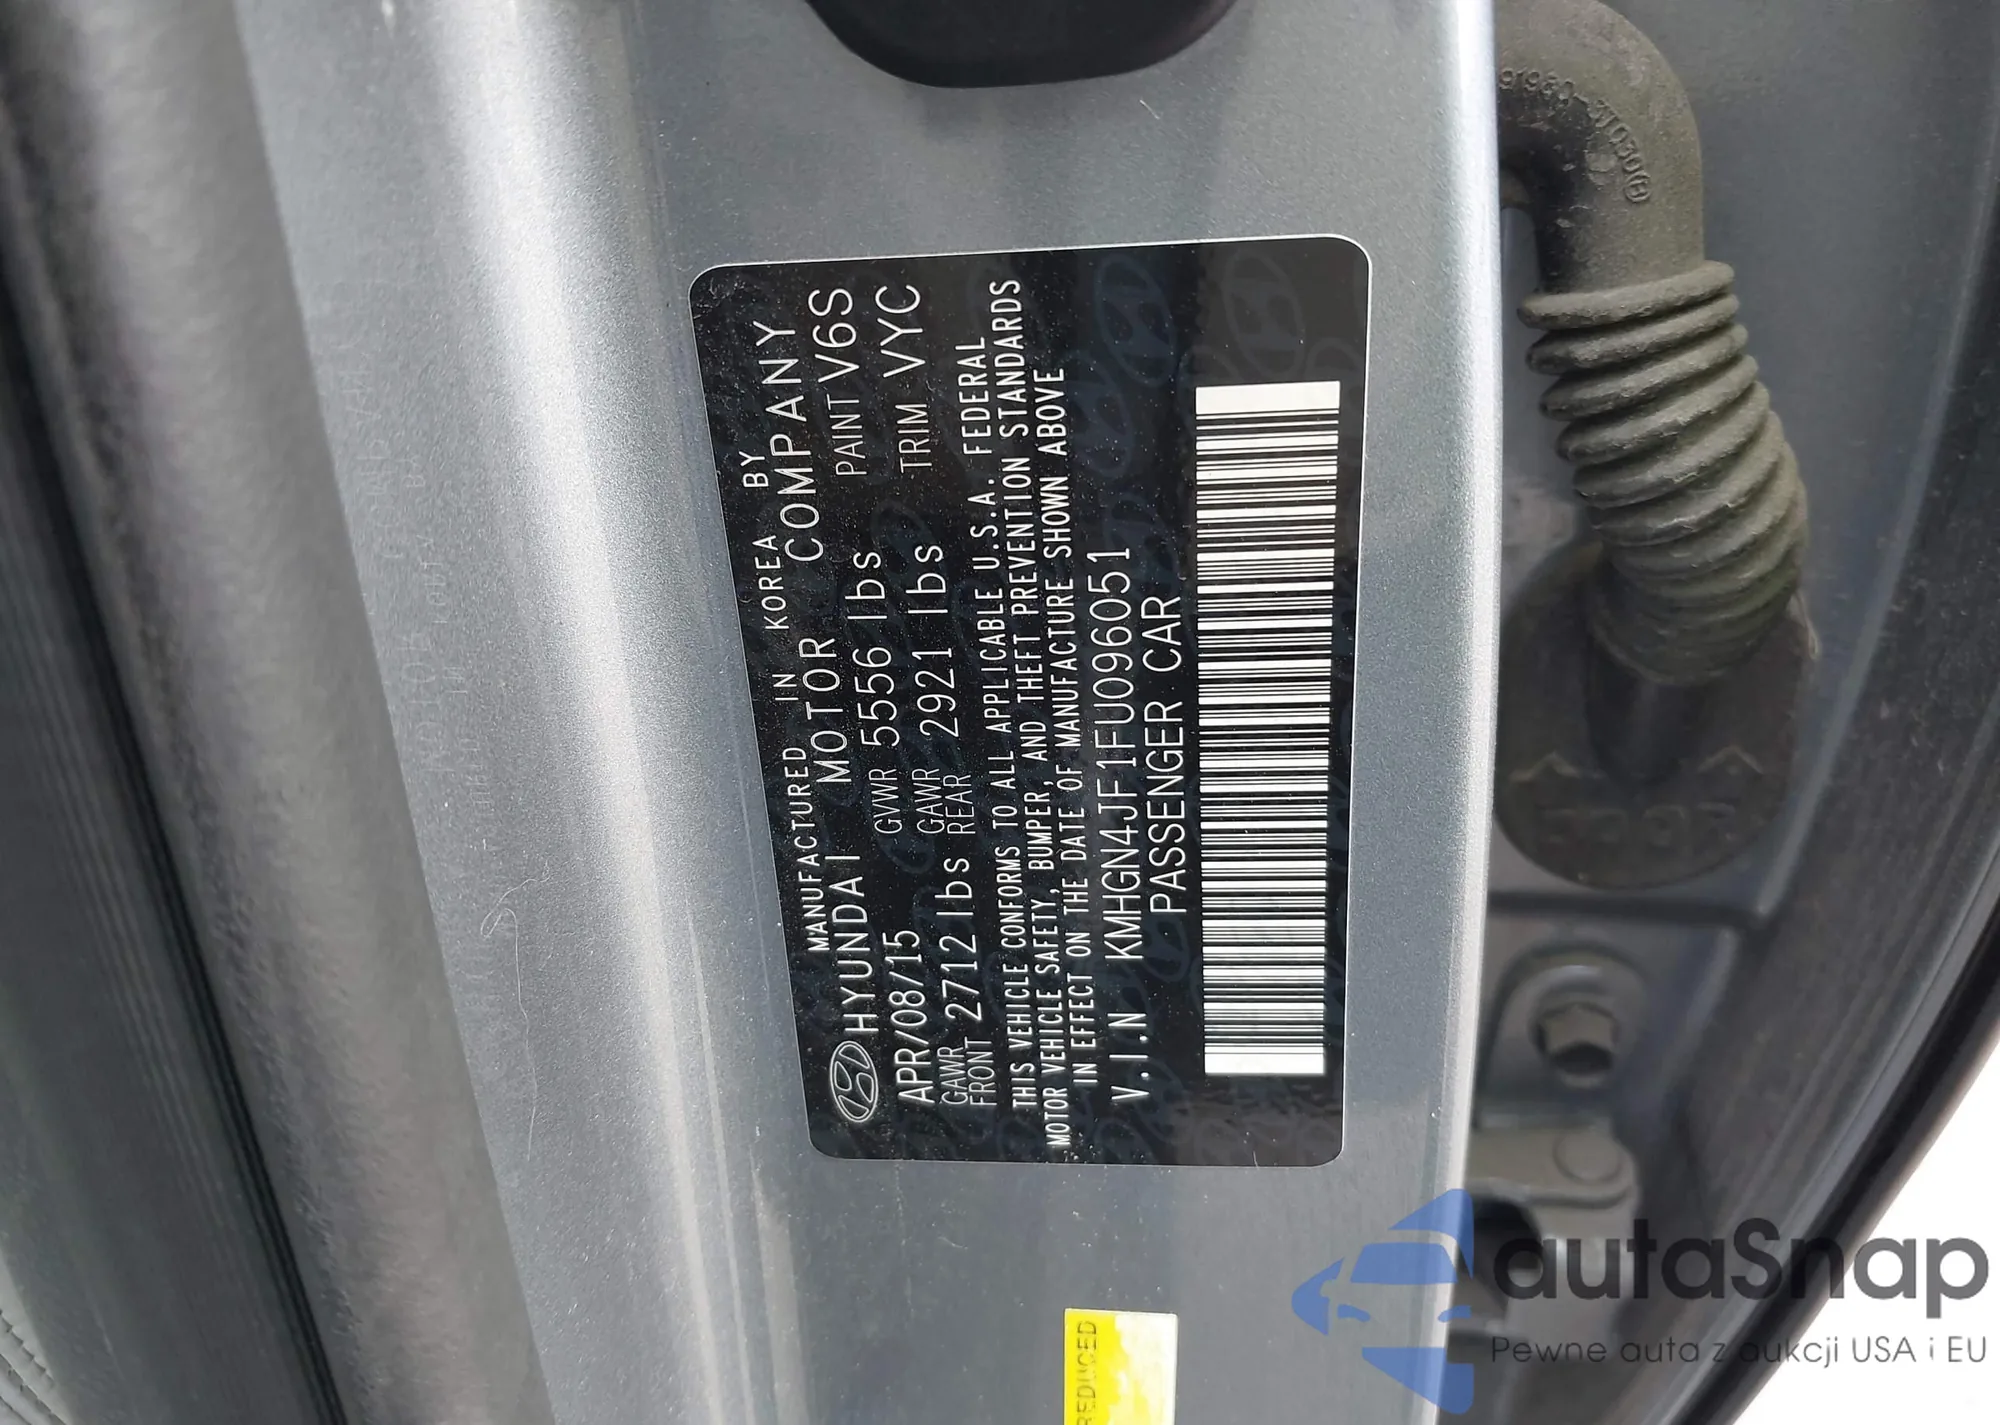 MANUFACTURED IN KOREA BY
HYUNDAI MOTOR COMPANY
APR/08/15 GVWR 5556 lbs PAINT V6S
GAWR FRONT 2712 lbs GAWR REAR 2921 lbs TRIM VYC
THIS VEHICLE CONFORMS TO ALL APPLICABLE U.S.A. FEDERAL
MOTOR VEHICLE SAFETY, BUMPER, AND THEFT PREVENTION STANDARDS
IN EFFECT ON THE DATE OF MANUFACTURE SHOWN ABOVE
V.I.N KMHGN4JF1FU096051
PASSENGER CAR
REDUCED
autaSnap
Pewne auta z aukcji USA i EU